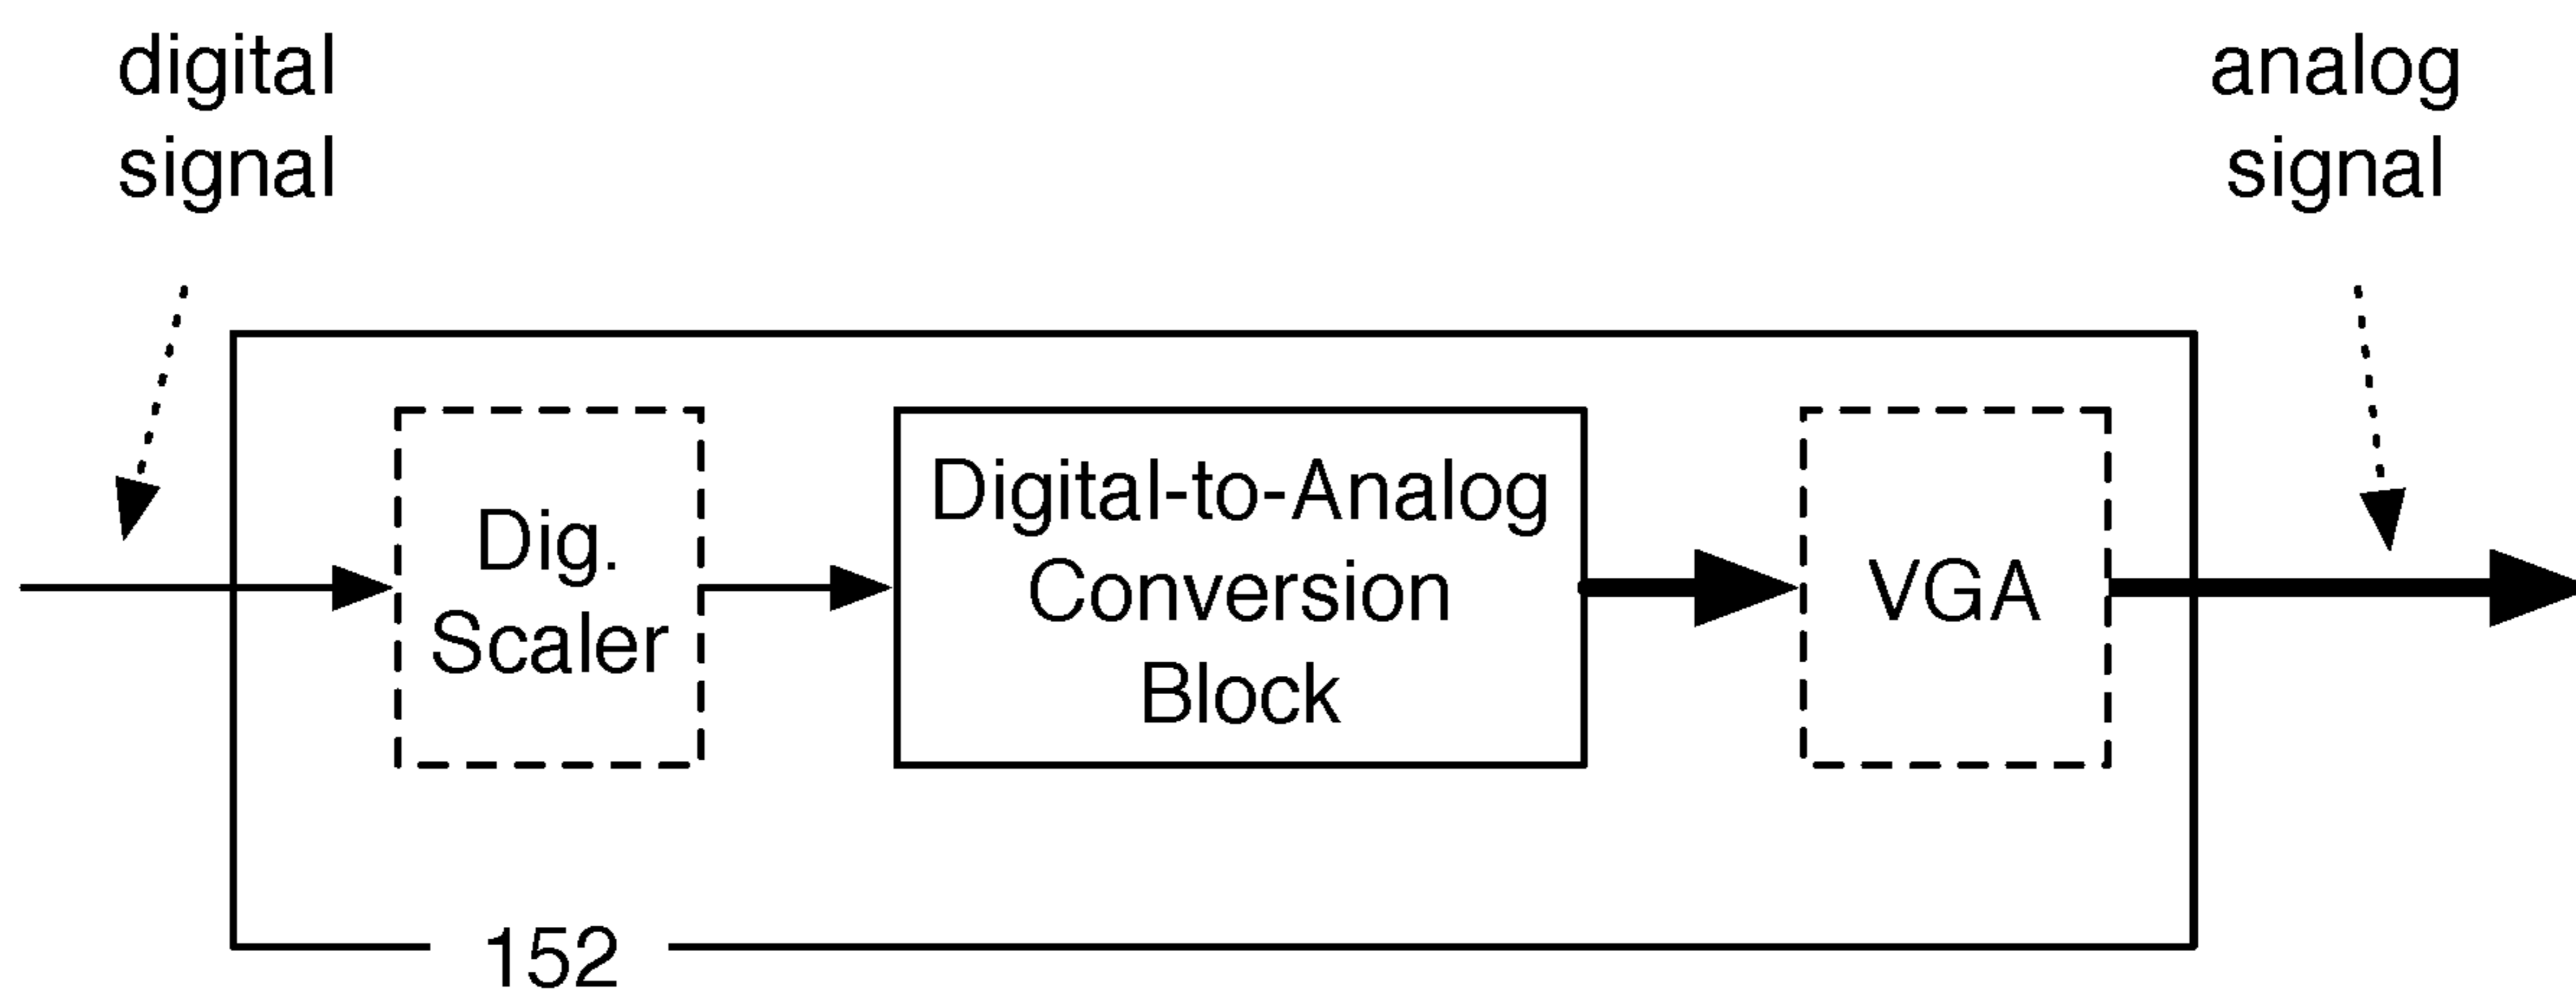 digital
signal
analog
signal
Dig.
Scaler
Digital-to-Analog
Conversion
Block
VGA
152